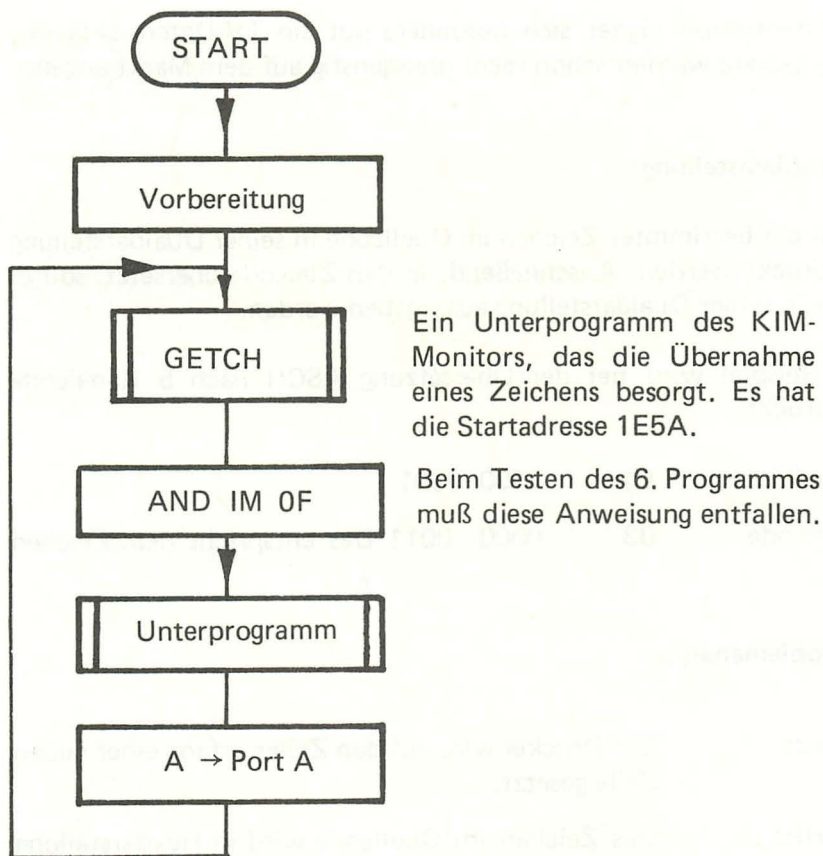 START
Vorbereitung
GETCH
Ein Unterprogramm des KIM-
Monitors, das die Übernahme
eines Zeichens besorgt. Es hat
die Startadresse 1E5A.
AND IM 0F
Beim Testen des 6. Programmes
muß diese Anweisung entfallen.
Unterprogramm
A → Port A